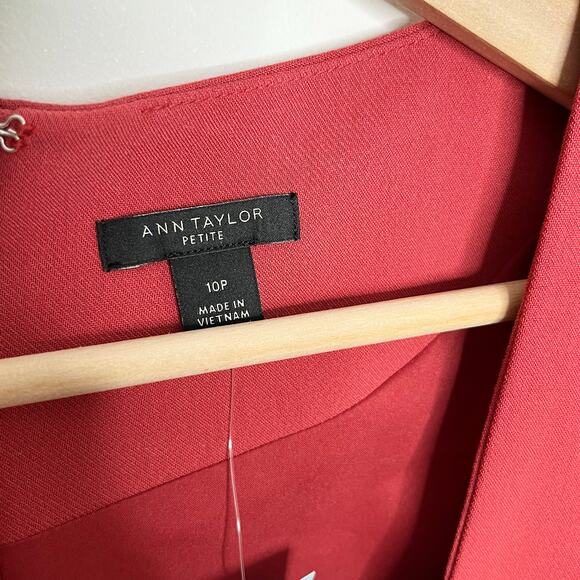 ANN TAYLOR
PETITE
10P
MADE IN
VIETNAM